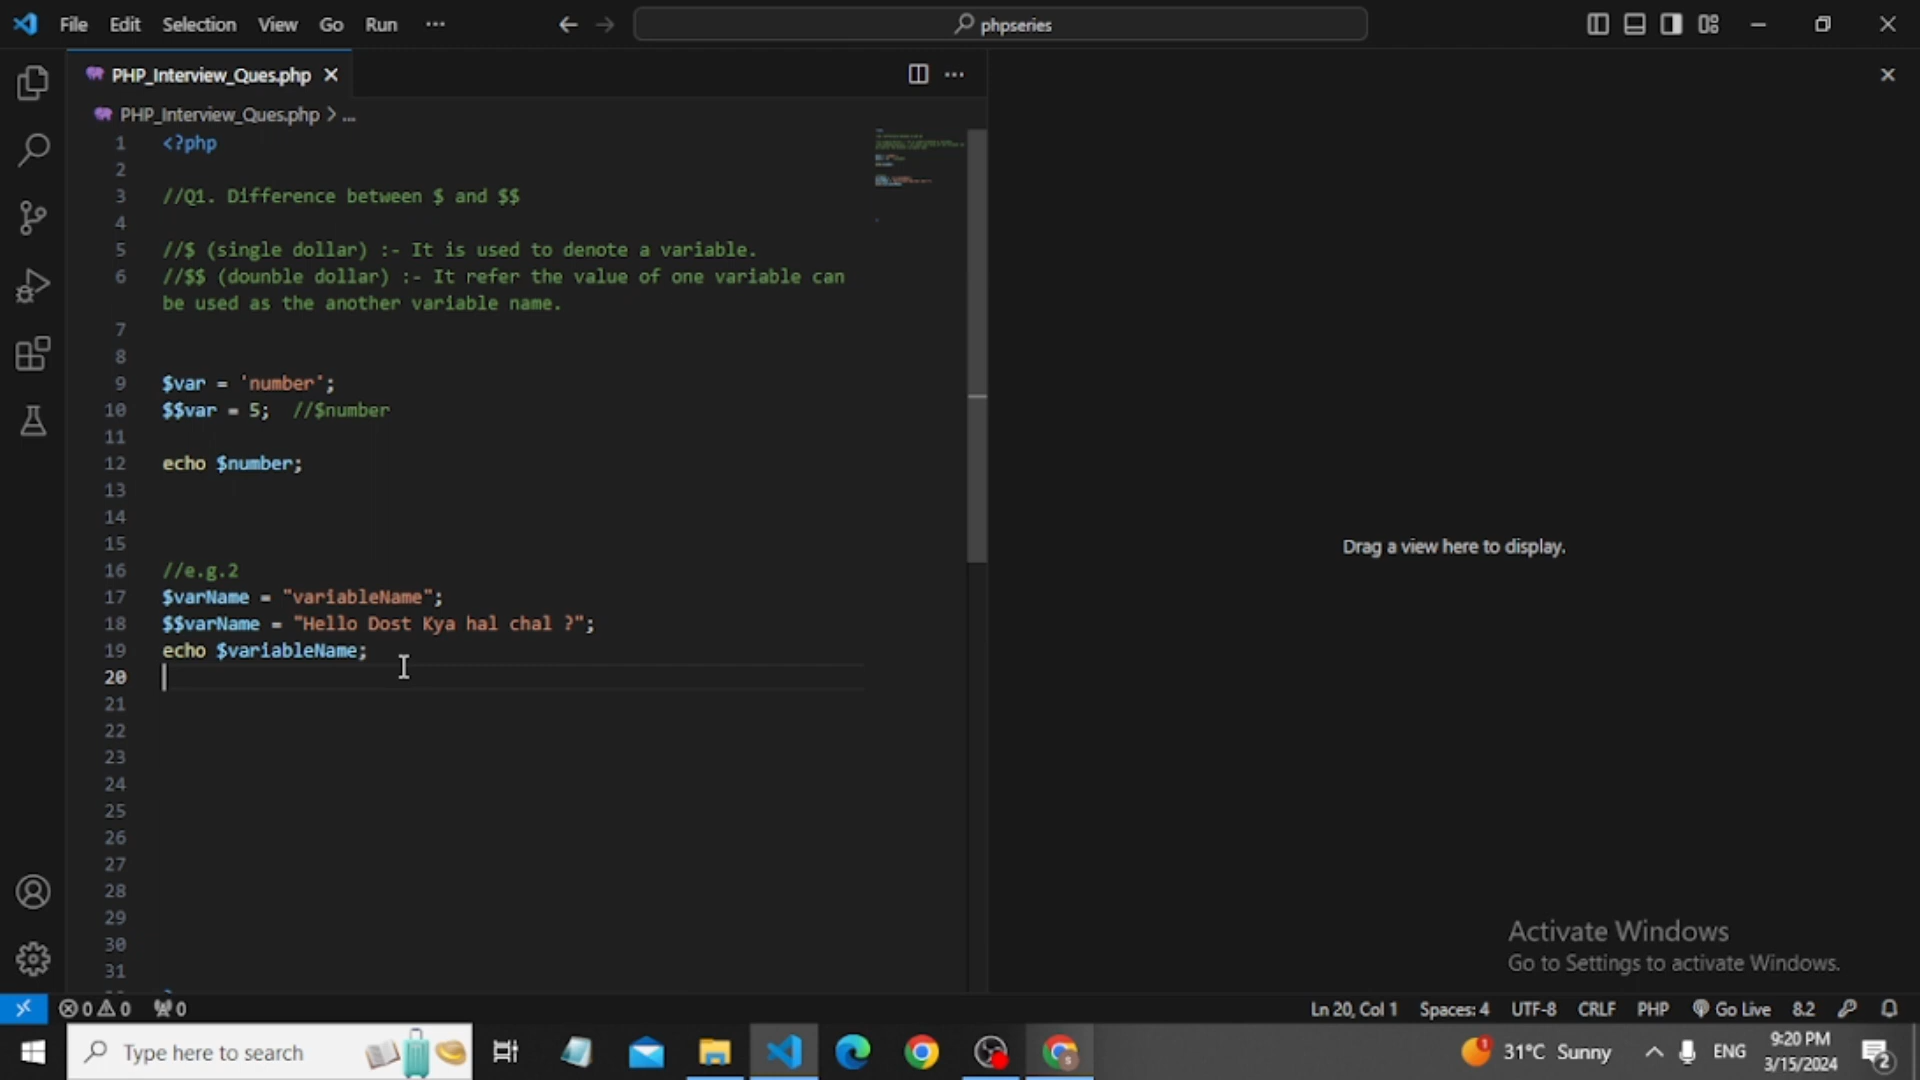 File Edit Selection View Go Run ... phpseries
PHP_Interview_Ques.php
PHP_Interview_Ques.php > ...
1 <?php
2
3 //Q1. Difference between $ and $$
4
5 //$ (single dollar) :- It is used to denote a variable.
6 //$$ (dounble dollar) :- It refer the value of one variable can
be used as the another variable name.
7
8
9 $var = 'number';
10 $$var = 5; //$number
11
12 echo $number;
13
14
15
16 //e.g.2
17 $varName = "variableName";
18 $$varName = "Hello Dost Kya hal chal ?";
19 echo $variableName;
20
21
22
23
24
25
26
27
28
29
30
31
Drag a view here to display.
Activate Windows
Go to Settings to activate Windows.
0 0 0 Ln 20, Col 1 Spaces: 4 UTF-8 CRLF PHP Go Live 8.2
Type here to search 1 31°C Sunny ENG 9:20 PM
3/15/2024 2